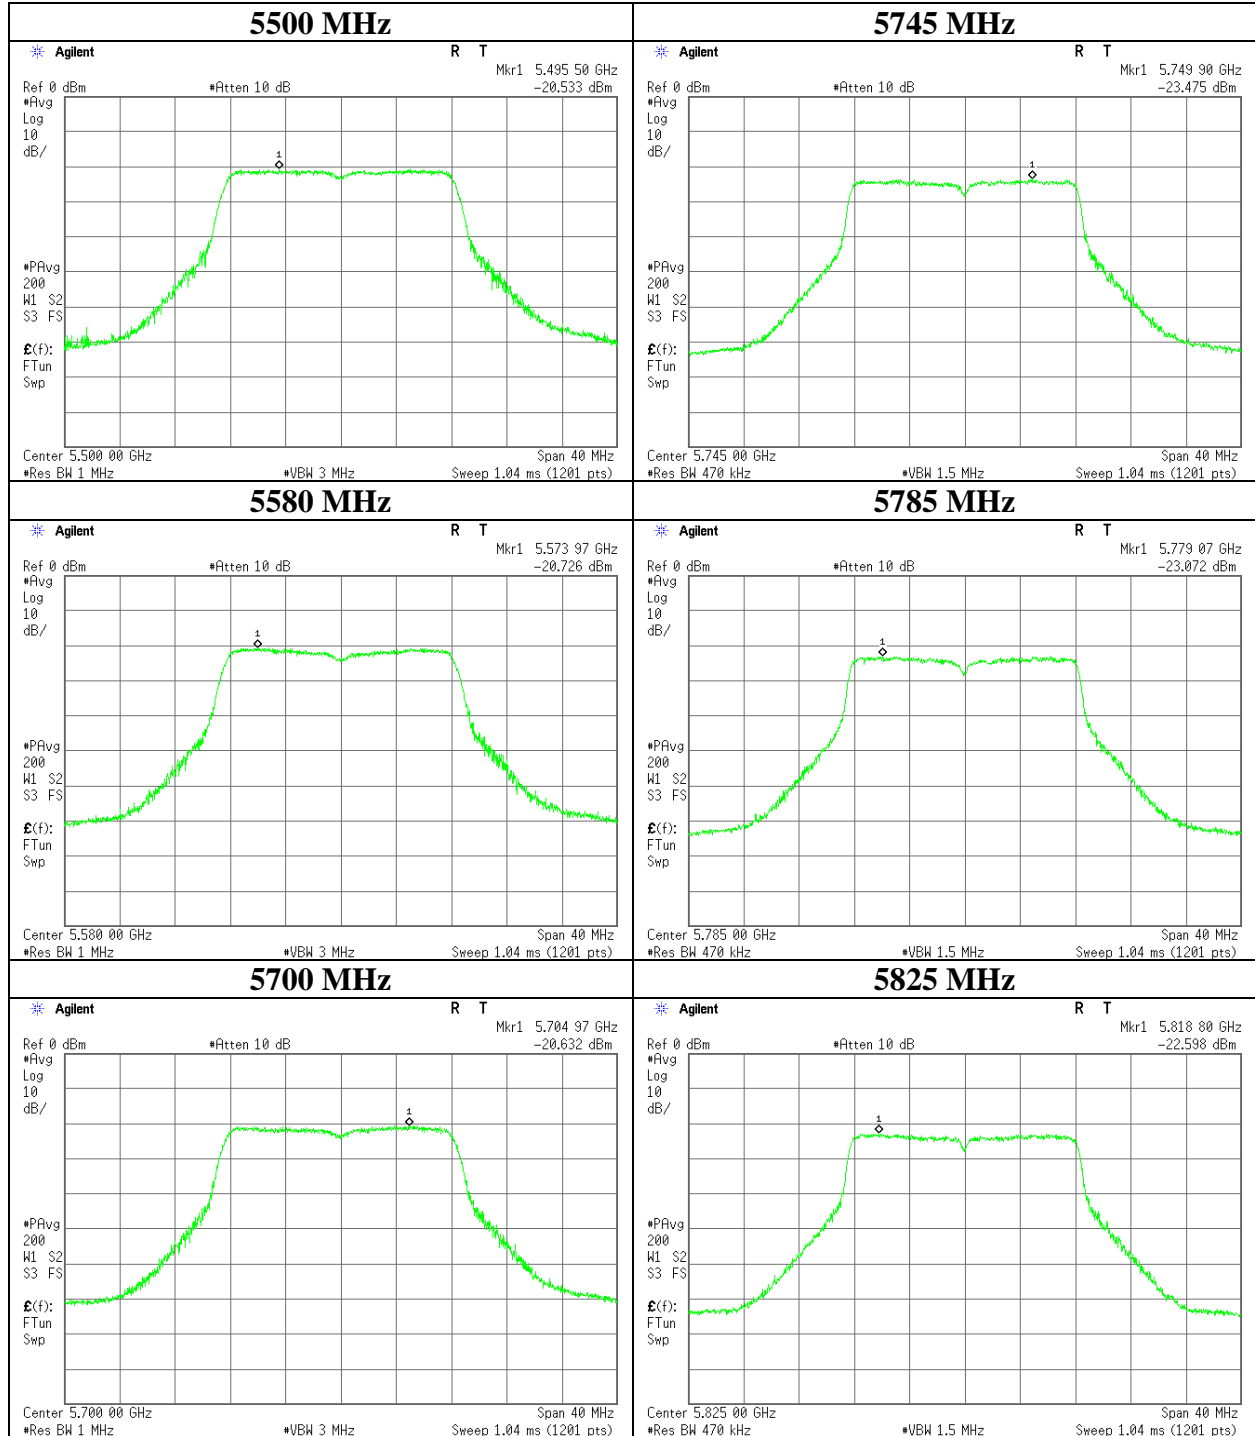 5500 MHz
Agilent R T
Mkr1 5.495 50 GHz
Ref 0 dBm #Atten 10 dB -20.533 dBm
#Avg
Log
10
dB/
1
#PAvg
200
W1 S2
S3 FS
£(f):
FTun
Swp
Center 5.500 00 GHz Span 40 MHz
#Res BW 1 MHz #VBW 3 MHz Sweep 1.04 ms (1201 pts)
5745 MHz
Agilent R T
Mkr1 5.749 90 GHz
Ref 0 dBm #Atten 10 dB -23.475 dBm
#Avg
Log
10
dB/
1
#PAvg
200
W1 S2
S3 FS
£(f):
FTun
Swp
Center 5.745 00 GHz Span 40 MHz
#Res BW 470 kHz #VBW 1.5 MHz Sweep 1.04 ms (1201 pts)
5580 MHz
Agilent R T
Mkr1 5.573 97 GHz
Ref 0 dBm #Atten 10 dB -20.726 dBm
#Avg
Log
10
dB/
1
#PAvg
200
W1 S2
S3 FS
£(f):
FTun
Swp
Center 5.580 00 GHz Span 40 MHz
#Res BW 1 MHz #VBW 3 MHz Sweep 1.04 ms (1201 pts)
5785 MHz
Agilent R T
Mkr1 5.779 07 GHz
Ref 0 dBm #Atten 10 dB -23.072 dBm
#Avg
Log
10
dB/
1
#PAvg
200
W1 S2
S3 FS
£(f):
FTun
Swp
Center 5.785 00 GHz Span 40 MHz
#Res BW 470 kHz #VBW 1.5 MHz Sweep 1.04 ms (1201 pts)
5700 MHz
Agilent R T
Mkr1 5.704 97 GHz
Ref 0 dBm #Atten 10 dB -20.632 dBm
#Avg
Log
10
dB/
1
#PAvg
200
W1 S2
S3 FS
£(f):
FTun
Swp
Center 5.700 00 GHz Span 40 MHz
#Res BW 1 MHz #VBW 3 MHz Sweep 1.04 ms (1201 pts)
5825 MHz
Agilent R T
Mkr1 5.818 80 GHz
Ref 0 dBm #Atten 10 dB -22.598 dBm
#Avg
Log
10
dB/
1
#PAvg
200
W1 S2
S3 FS
£(f):
FTun
Swp
Center 5.825 00 GHz Span 40 MHz
#Res BW 470 kHz #VBW 1.5 MHz Sweep 1.04 ms (1201 pts)